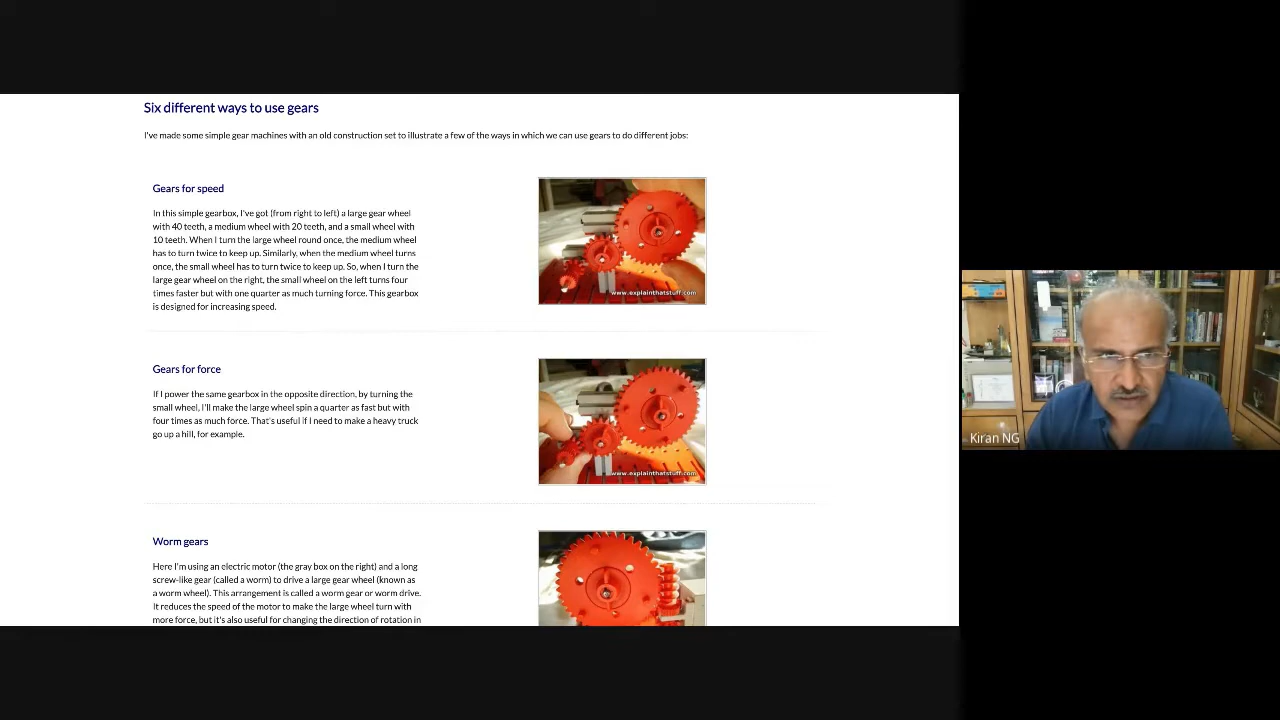 Six different ways to use gears
I've made some simple gear machines with an old construction set to illustrate a few of the ways in which we can use gears to do different jobs:
Gears for speed
In this simple gearbox, I've got (from right to left) a large gear wheel
with 40 teeth, a medium wheel with 20 teeth, and a small wheel with
10 teeth. When I turn the large wheel round once, the medium wheel
has to turn twice to keep up. Similarly, when the medium wheel turns
once, the small wheel has to turn twice to keep up. So, when I turn the
large gear wheel on the right, the small wheel on the left turns four
times faster but with one quarter as much turning force. This gearbox
is designed for increasing speed.
www.explainthatstuff.com
Gears for force
If I power the same gearbox in the opposite direction, by turning the
small wheel, I'll make the large wheel spin a quarter as fast but with
four times as much force. That's useful if I need to make a heavy truck
go up a hill, for example.
www.explainthatstuff.com
Worm gears
Here I'm using an electric motor (the gray box on the right) and a long
screw-like gear (called a worm) to drive a large gear wheel (known as
a worm wheel). This arrangement is called a worm gear or worm drive.
It reduces the speed of the motor to make the large wheel turn with
more force, but it's also useful for changing the direction of rotation in
Kiran NG